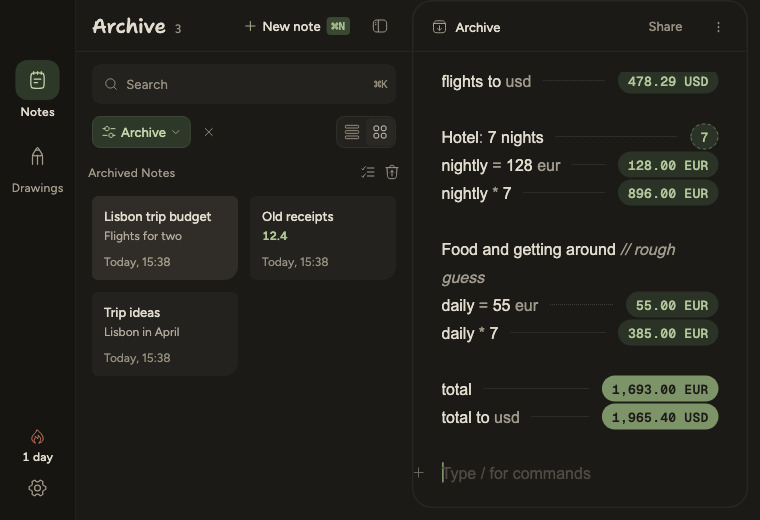 Notes
Drawings
1 day
Archive 3
New note ⌘N
Search ⌘K
Archive
Archived Notes
Lisbon trip budget
Flights for two
Today, 15:38
Old receipts
12.4
Today, 15:38
Trip ideas
Lisbon in April
Today, 15:38
Archive Share
flights to usd 478.29 USD
Hotel: 7 nights 7
nightly = 128 eur 128.00 EUR
nightly * 7 896.00 EUR
Food and getting around // rough
guess
daily = 55 eur 55.00 EUR
daily * 7 385.00 EUR
total 1,693.00 EUR
total to usd 1,965.40 USD
Type / for commands